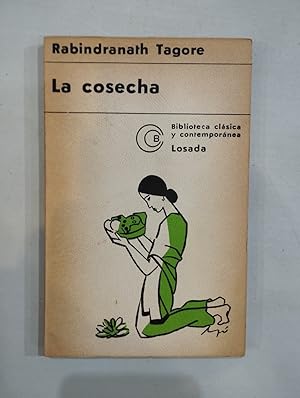 Rabindranath Tagore
La cosecha
B
Biblioteca clásica
y contemporánea
Losada